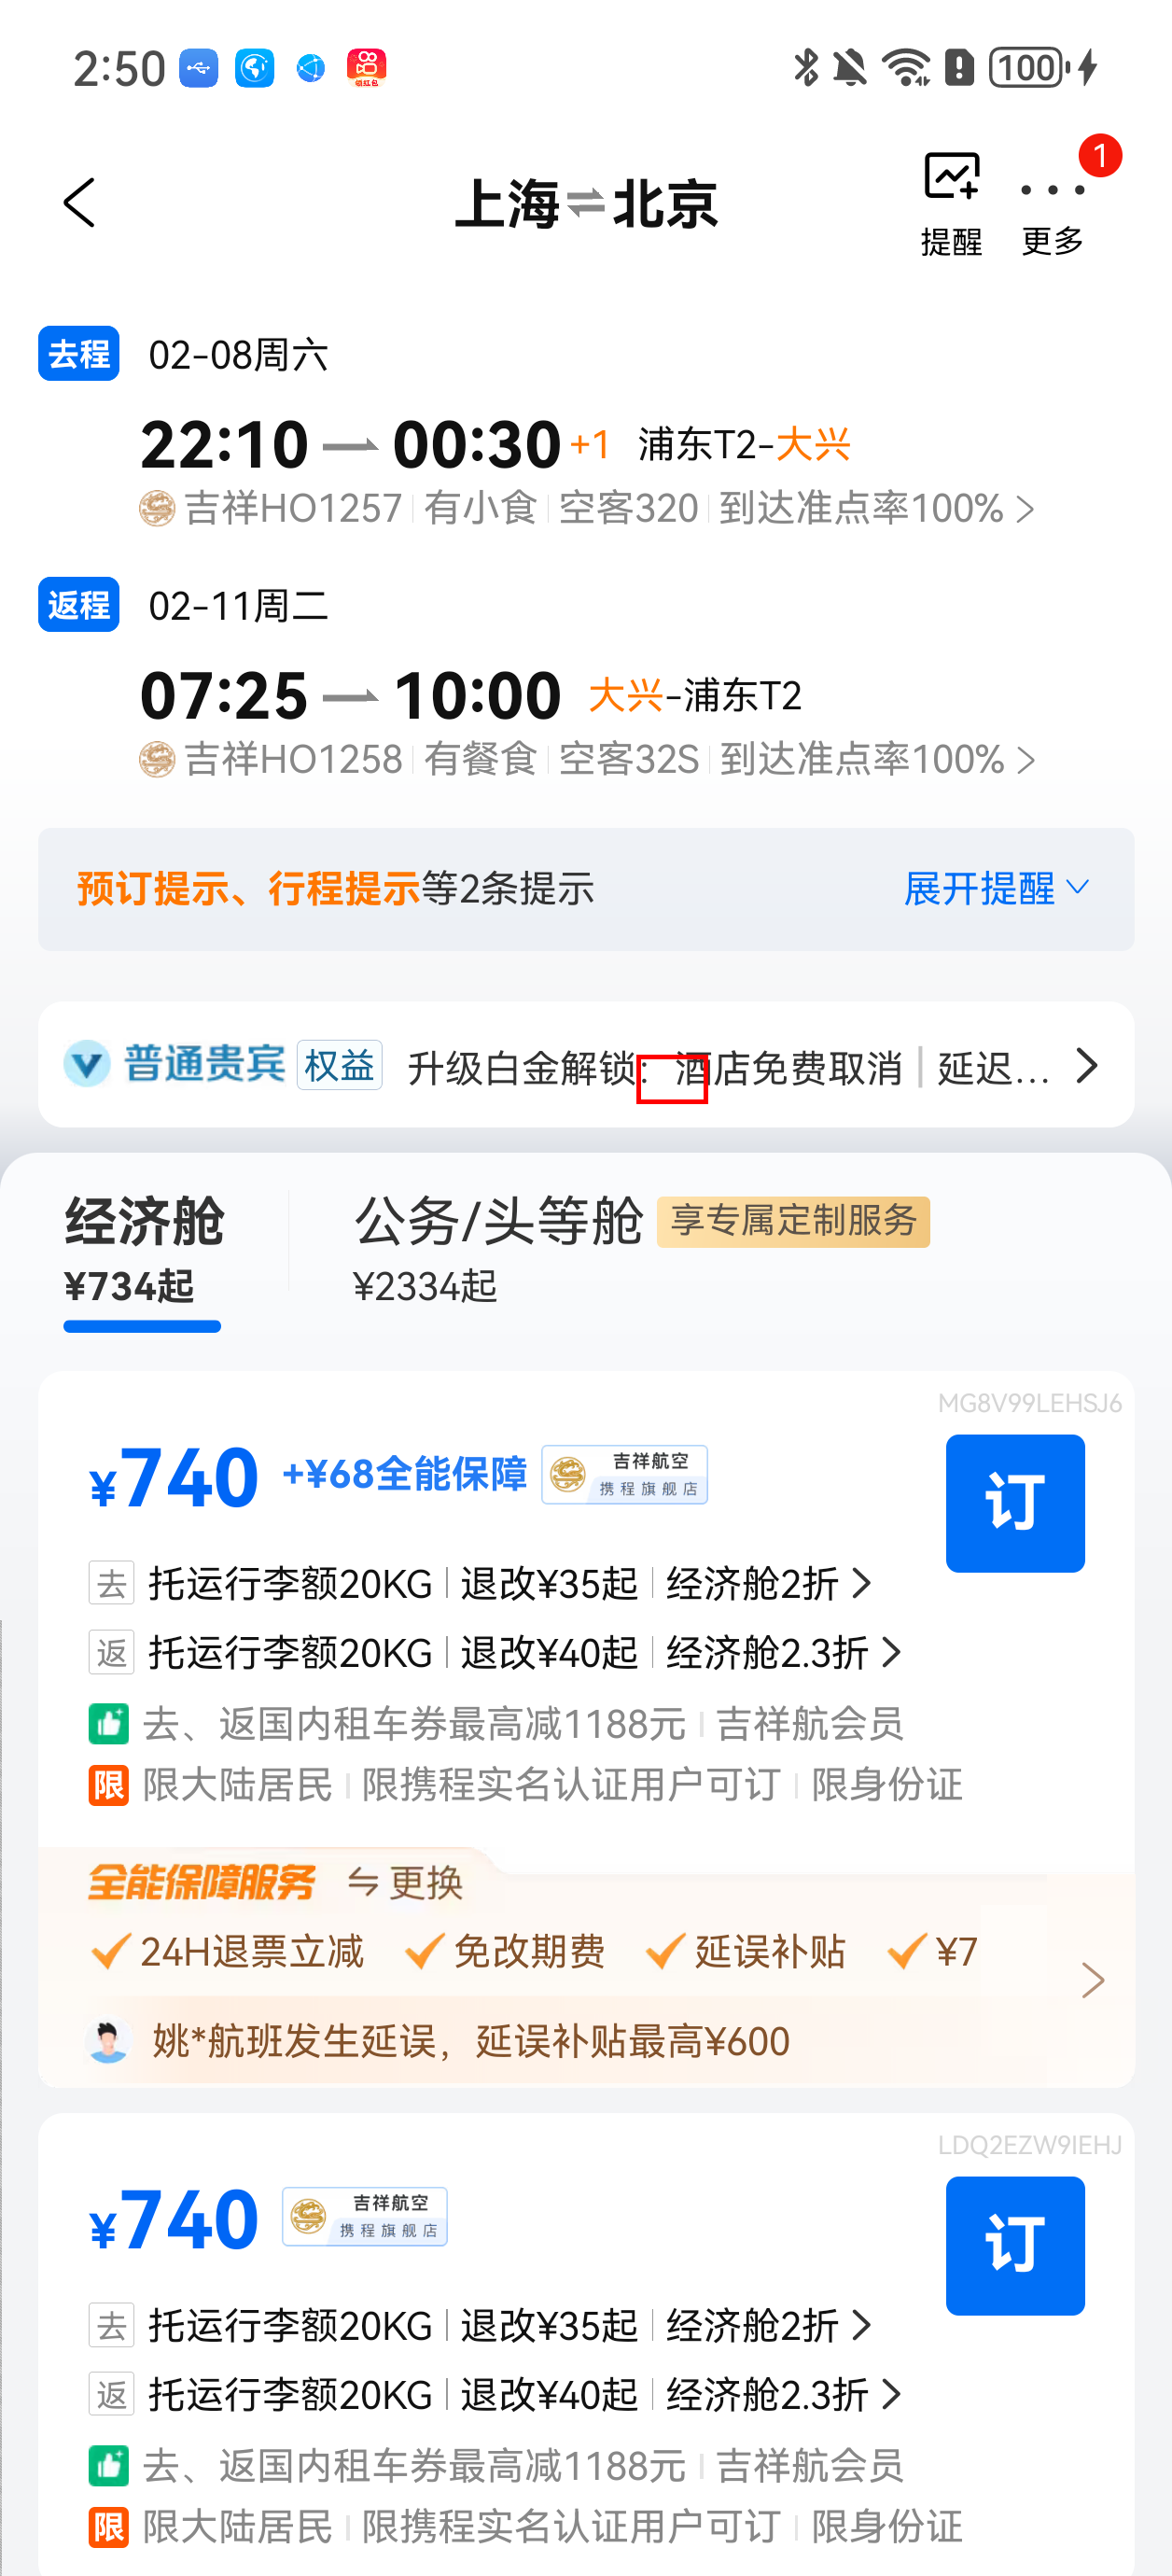 2:50
领红包
100
上海⇌北京
提醒
更多
1
去程 02-08周六
22:10 00:30 +1 浦东T2-大兴
吉祥HO1257 有小食 空客320 到达准点率100%
返程 02-11周二
07:25 10:00 大兴-浦东T2
吉祥HO1258 有餐食 空客32S 到达准点率100%
预订提示、行程提示等2条提示 展开提醒
普通贵宾 权益 升级白金解锁：酒店免费取消 | 延迟...
经济舱 公务/头等舱 享专属定制服务
¥734起 ¥2334起
MG8V99LEHSJ6
¥740 +¥68全能保障 吉祥航空 携程旗舰店 订
去 托运行李额20KG 退改¥35起 经济舱2折
返 托运行李额20KG 退改¥40起 经济舱2.3折
去、返国内租车券最高减1188元 吉祥航会员
限 限大陆居民 限携程实名认证用户可订 限身份证
全能保障服务 更换
24H退票立减 免改期费 延误补贴 ¥7
姚*航班发生延误，延误补贴最高¥600
LDQ2EZW9IEHJ
¥740 吉祥航空 携程旗舰店 订
去 托运行李额20KG 退改¥35起 经济舱2折
返 托运行李额20KG 退改¥40起 经济舱2.3折
去、返国内租车券最高减1188元 吉祥航会员
限 限大陆居民 限携程实名认证用户可订 限身份证